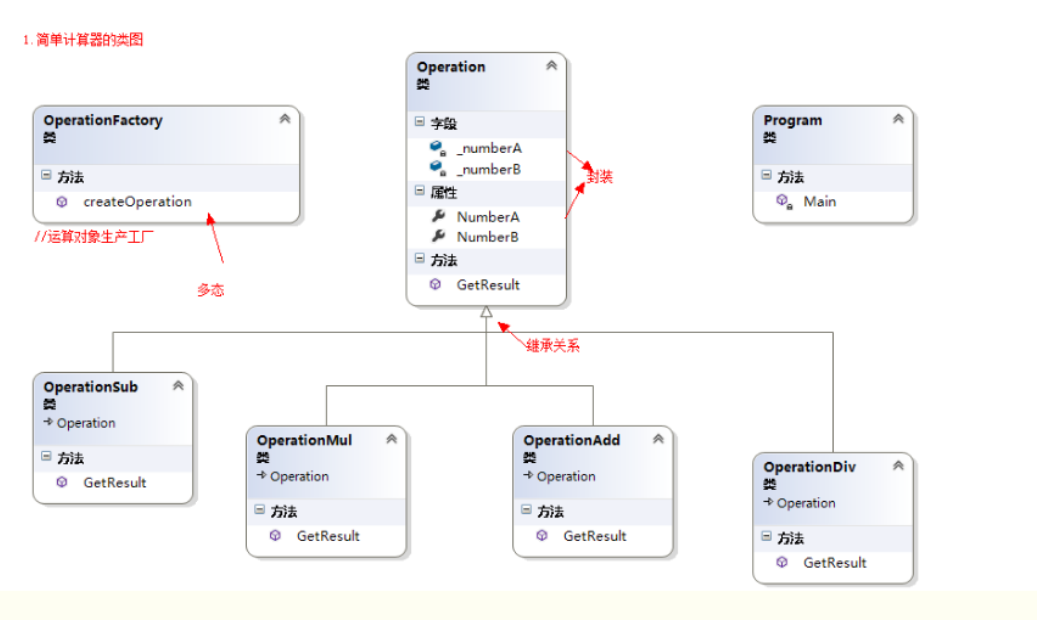 1.简单计算器的类图
Operation
类
字段
_numberA
_numberB
属性
NumberA
NumberB
方法
GetResult
封装
OperationFactory
类
方法
createOperation
//运算对象生产工厂
多态
Program
类
方法
Main
继承关系
OperationSub
类
Operation
方法
GetResult
OperationMul
类
Operation
方法
GetResult
OperationAdd
类
Operation
方法
GetResult
OperationDiv
类
Operation
方法
GetResult